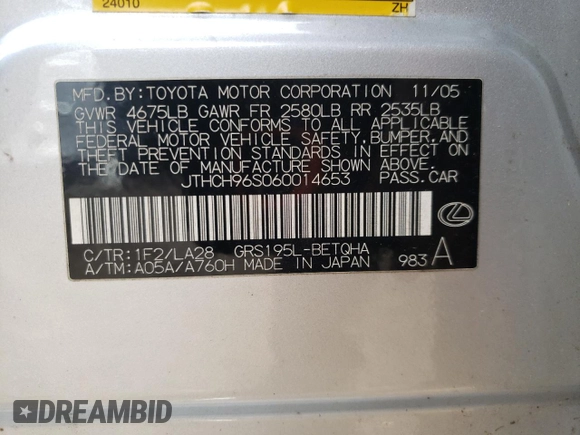 24010 ZH
MFD.BY:TOYOTA MOTOR CORPORATION 11/05
GVWR 4675LB GAWR FR 2580LB RR 2535LB
THIS VEHICLE CONFORMS TO ALL APPLICABLE
FEDERAL MOTOR VEHICLE SAFETY,BUMPER,AND
THEFT PREVENTION STANDARDS IN EFFECT ON
THE DATE OF MANUFACTURE SHOWN ABOVE.
JTHCH96S060014653 PASS.CAR
C/TR:1F2/LA28 GRS195L-BETQHA
A/TM:A05A/A760H MADE IN JAPAN 983A
DREAMBID